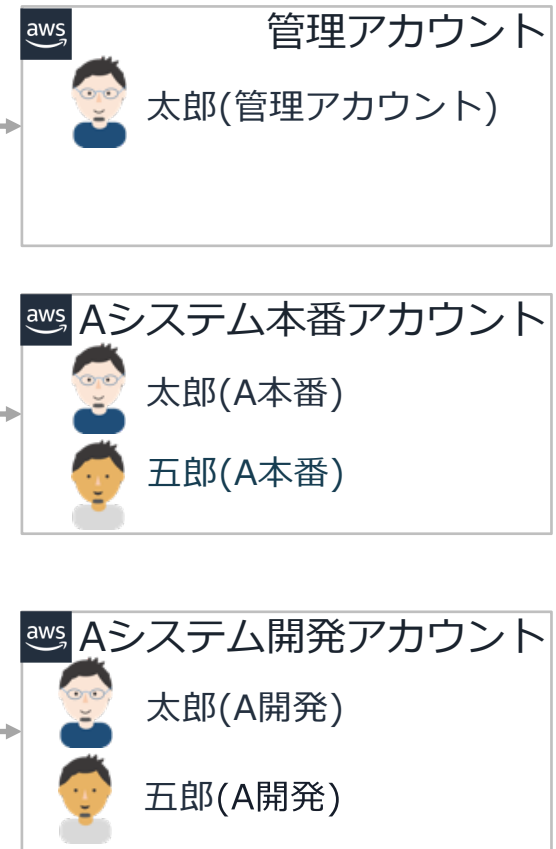 aws
管理アカウント
太郎(管理アカウント)
aws
Aシステム本番アカウント
太郎(A本番)
五郎(A本番)
aws
Aシステム開発アカウント
太郎(A開発)
五郎(A開発)